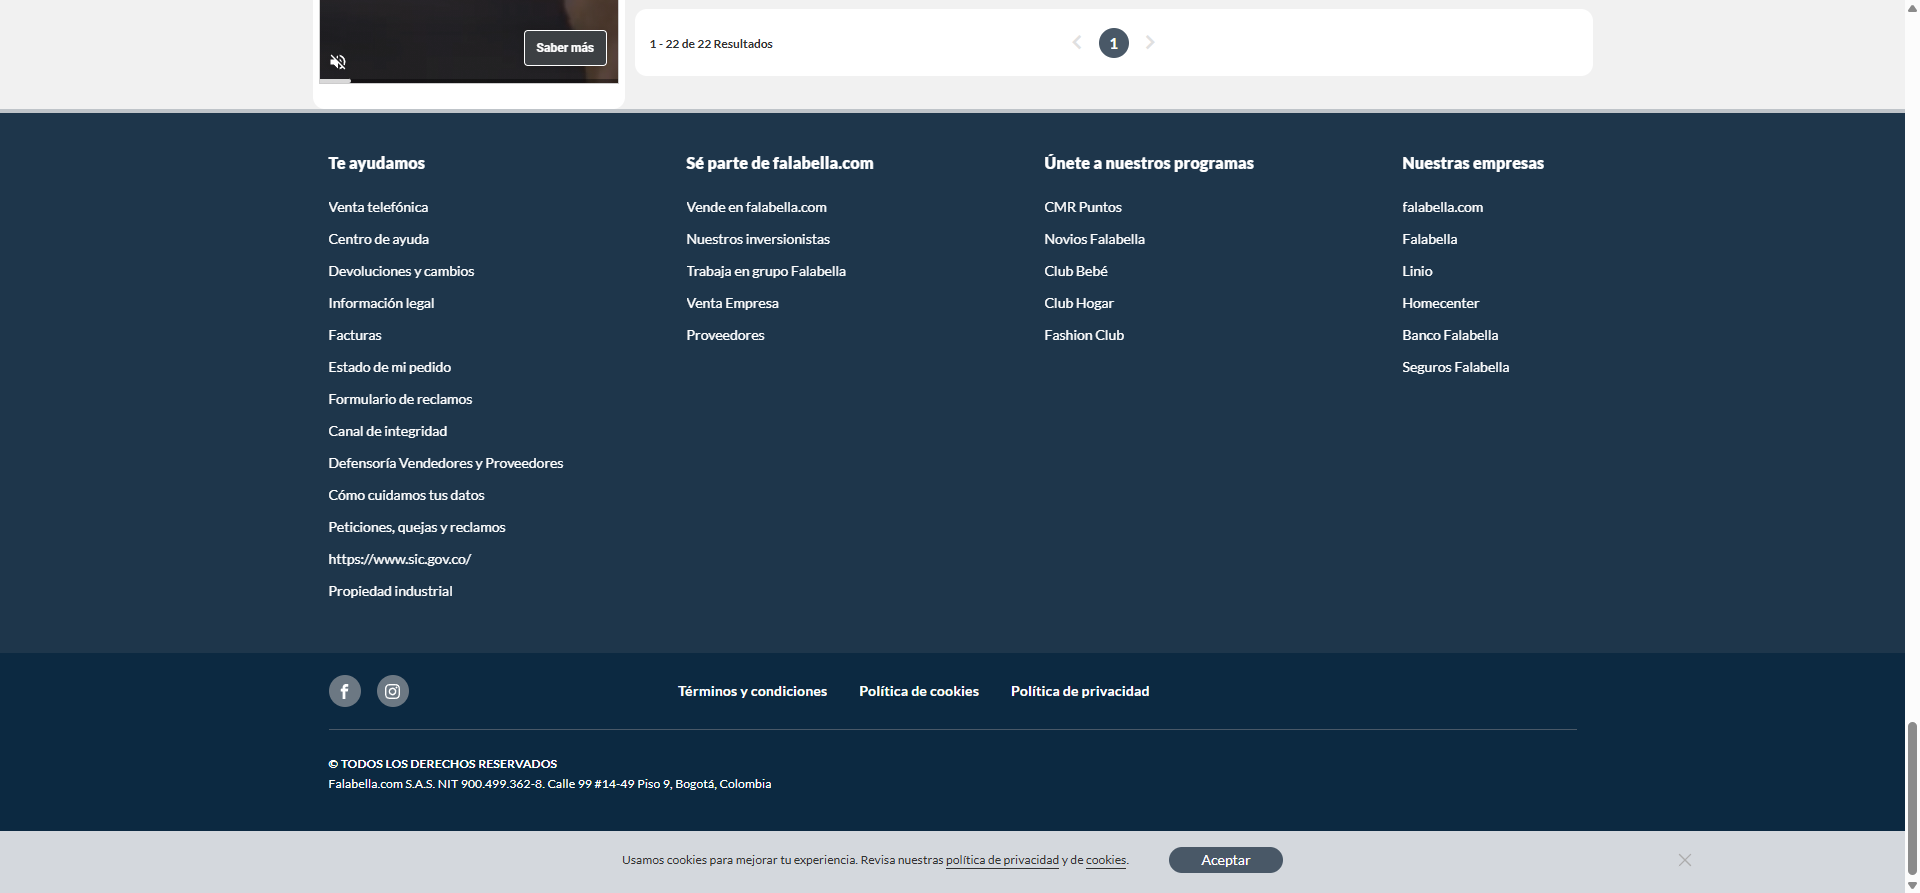 Saber más
1 - 22 de 22 Resultados
1
Te ayudamos
Venta telefónica
Centro de ayuda
Devoluciones y cambios
Información legal
Facturas
Estado de mi pedido
Formulario de reclamos
Canal de integridad
Defensoría Vendedores y Proveedores
Cómo cuidamos tus datos
Peticiones, quejas y reclamos
https://www.sic.gov.co/
Propiedad industrial
Sé parte de falabella.com
Vende en falabella.com
Nuestros inversionistas
Trabaja en grupo Falabella
Venta Empresa
Proveedores
Únete a nuestros programas
CMR Puntos
Novios Falabella
Club Bebé
Club Hogar
Fashion Club
Nuestras empresas
falabella.com
Falabella
Linio
Homecenter
Banco Falabella
Seguros Falabella
Términos y condiciones
Política de cookies
Política de privacidad
© TODOS LOS DERECHOS RESERVADOS
Falabella.com S.A.S. NIT 900.499.362-8. Calle 99 #14-49 Piso 9, Bogotá, Colombia
Usamos cookies para mejorar tu experiencia. Revisa nuestras política de privacidad y de cookies.
Aceptar